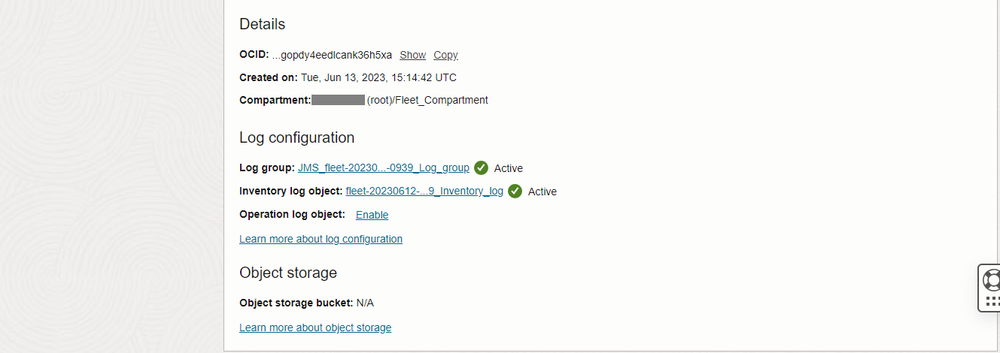 Details
OCID: ...gopdy4eedlcank36h5xa Show Copy
Created on: Tue, Jun 13, 2023, 15:14:42 UTC
Compartment: (root)/Fleet_Compartment
Log configuration
Log group: JMS_fleet-20230...-0939_Log_group Active
Inventory log object: fleet-20230612-...9_Inventory_log Active
Operation log object: Enable
Learn more about log configuration
Object storage
Object storage bucket: N/A
Learn more about object storage